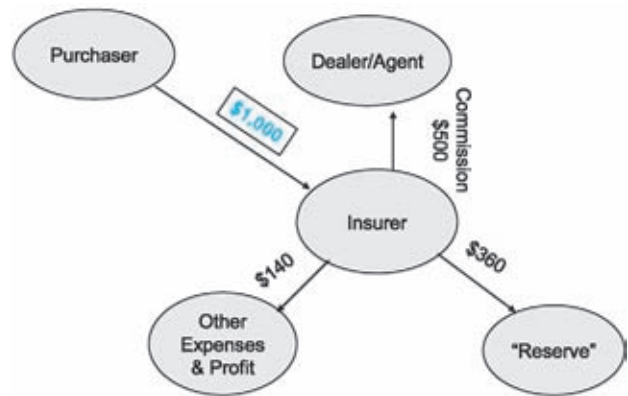 Purchaser
Dealer/Agent
$1,000
Commission
$500
Insurer
$140
$360
Other
Expenses
& Profit
"Reserve"